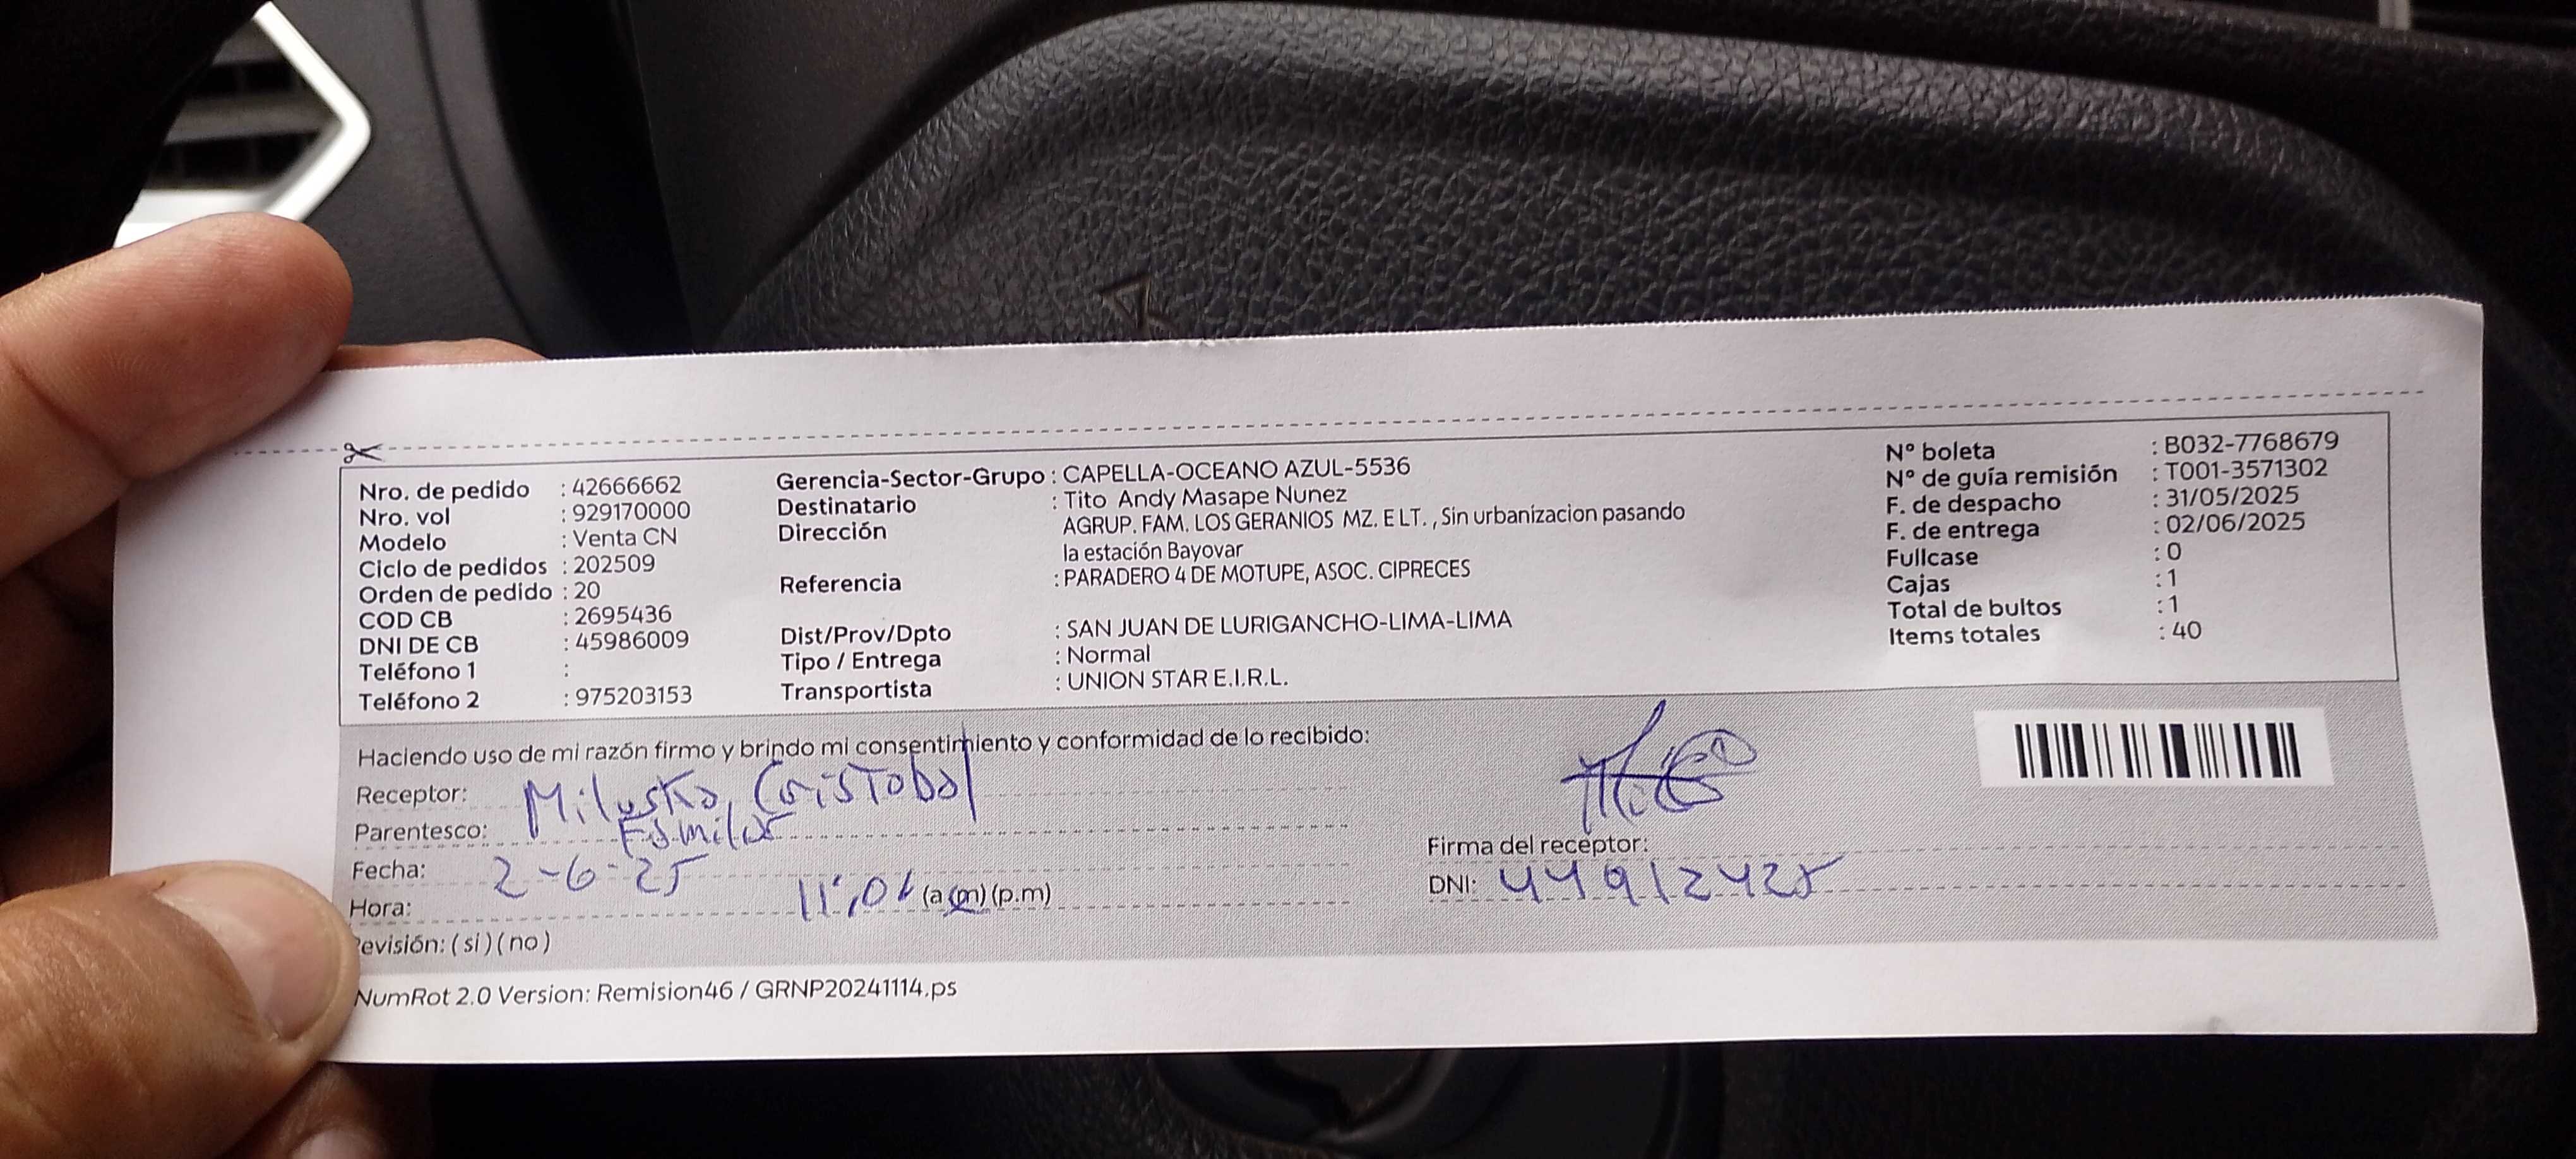 Nro. de pedido : 42666662
Nro. vol : 929170000
Modelo : Venta CN
Ciclo de pedidos : 202509
Orden de pedido : 20
COD CB : 2695436
DNI DE CB : 45986009
Teléfono 1 :
Teléfono 2 : 975203153
Gerencia-Sector-Grupo : CAPELLA-OCEANO AZUL-5536
Destinatario : Tito Andy Masape Nunez
Dirección AGRUP. FAM. LOS GERANIOS MZ. E LT. , Sin urbanizacion pasando
la estación Bayovar
Referencia : PARADERO 4 DE MOTUPE, ASOC. CIPRECES
Dist/Prov/Dpto : SAN JUAN DE LURIGANCHO-LIMA-LIMA
Tipo / Entrega : Normal
Transportista : UNION STAR E.I.R.L.
N° boleta : B032-7768679
N° de guía remisión : T001-3571302
F. de despacho : 31/05/2025
F. de entrega : 02/06/2025
Fullcase : 0
Cajas : 1
Total de bultos : 1
Items totales : 40
Haciendo uso de mi razón firmo y brindo mi consentimiento y conformidad de lo recibido:
Receptor: Miluska Cristobal
Parentesco: Familiar
Fecha: 2-6-25
Hora: (a.m) (p.m)
Firma del receptor:
DNI: 44912425
evisión: ( si ) ( no )
NumRot 2.0 Version: Remision46 / GRNP20241114.ps